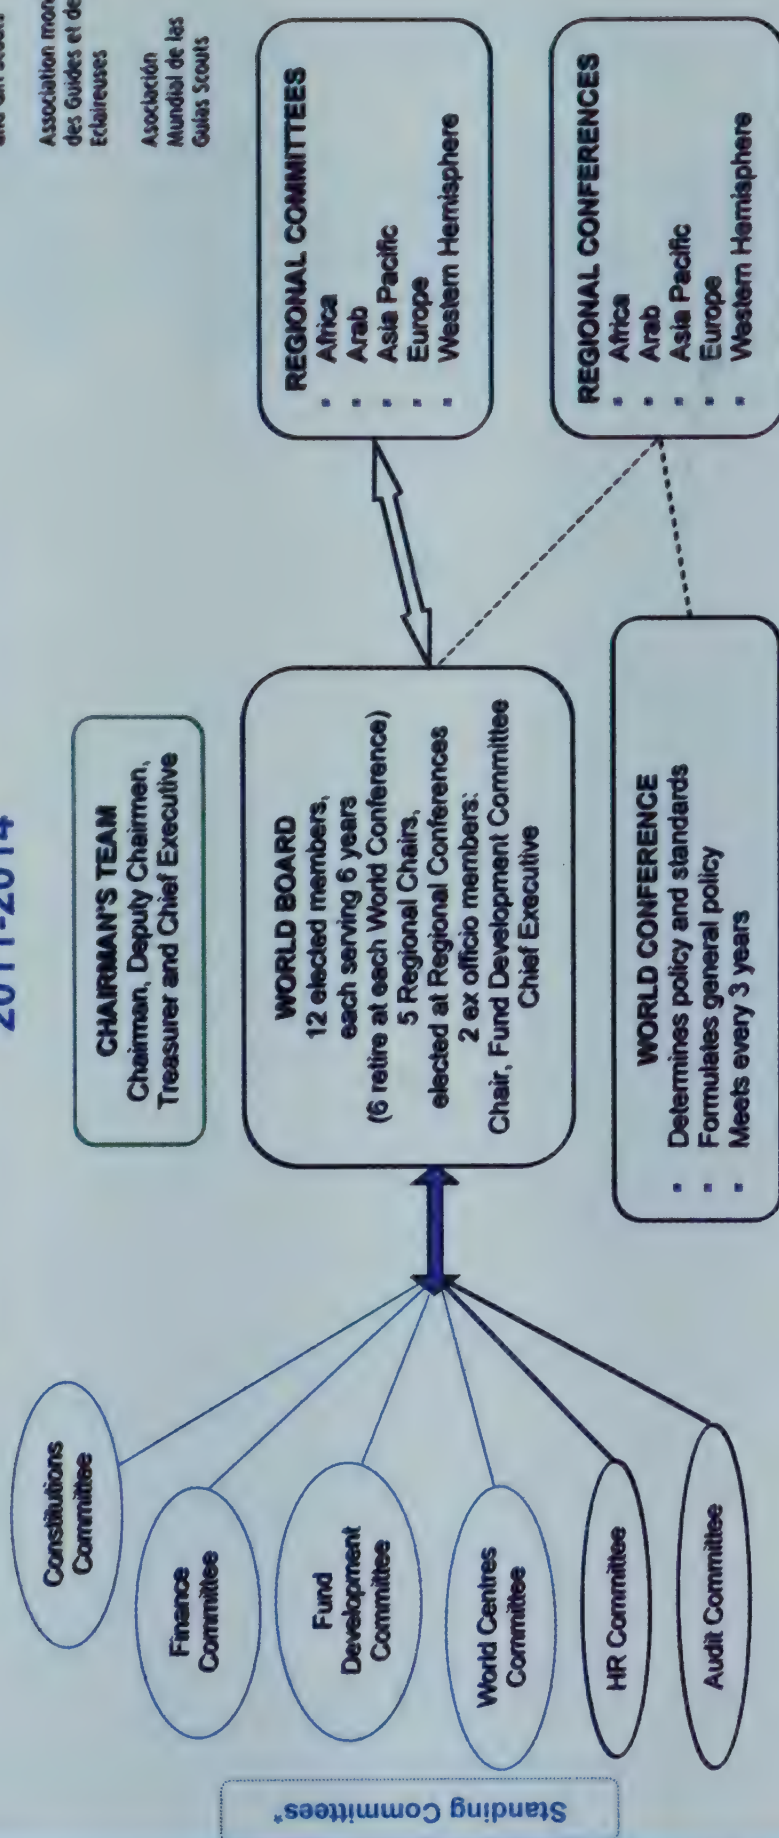 2011-2014
Association
des Guides et de
Eclaireuses
Asociación
Mundial de las
Guías Scouts
CHAIRMAN'S TEAM
Chairman, Deputy Chairmen,
Treasurer and Chief Executive
WORLD BOARD
12 elected members,
each serving 6 years
(6 retire at each World Conference)
5 Regional Chairs,
elected at Regional Conferences
2 ex officio members:
Chair, Fund Development Committee
Chief Executive
WORLD CONFERENCE
▪ Determines policy and standards
▪ Formulates general policy
▪ Meets every 3 years
REGIONAL COMMITTEES
▪ Africa
▪ Arab
▪ Asia Pacific
▪ Europe
▪ Western Hemisphere
REGIONAL CONFERENCES
▪ Africa
▪ Arab
▪ Asia Pacific
▪ Europe
▪ Western Hemisphere
Standing Committees*
Constitutions
Committee
Finance
Committee
Fund
Development
Committee
World Centres
Committee
HR Committee
Audit Committee